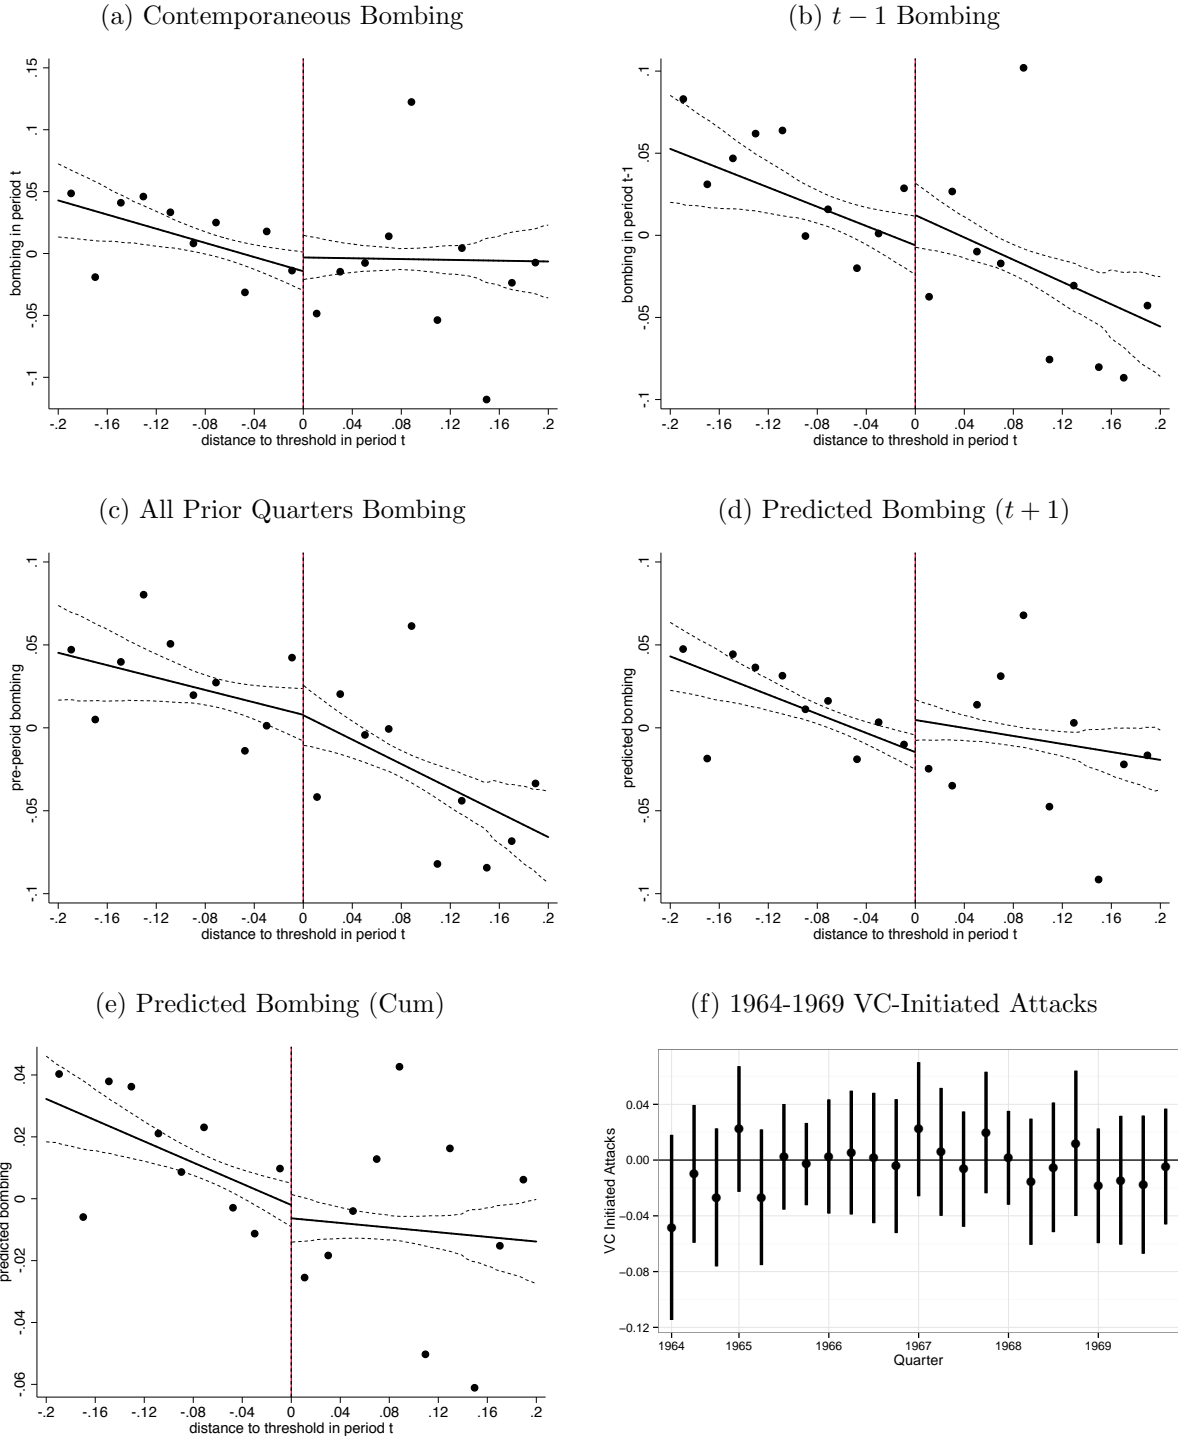 (a) Contemporaneous Bombing
bombing in period t
.15
.1
.05
0
-.05
-.1
-.2 -.16 -.12 -.08 -.04 0 .04 .08 .12 .16 .2
distance to threshold in period t
(b) t − 1 Bombing
bombing in period t-1
.1
.05
0
-.05
-.1
-.2 -.16 -.12 -.08 -.04 0 .04 .08 .12 .16 .2
distance to threshold in period t
(c) All Prior Quarters Bombing
pre-peroid bombing
.1
.05
0
-.05
-.1
-.2 -.16 -.12 -.08 -.04 0 .04 .08 .12 .16 .2
distance to threshold in period t
(d) Predicted Bombing (t + 1)
predicted bombing
.1
.05
0
-.05
-.1
-.2 -.16 -.12 -.08 -.04 0 .04 .08 .12 .16 .2
distance to threshold in period t
(e) Predicted Bombing (Cum)
predicted bombing
.04
.02
0
-.02
-.04
-.06
-.2 -.16 -.12 -.08 -.04 0 .04 .08 .12 .16 .2
distance to threshold in period t
(f) 1964-1969 VC-Initiated Attacks
VC Initiated Attacks
0.04
0.00
−0.04
−0.08
−0.12
1964 1965 1966 1967 1968 1969
Quarter